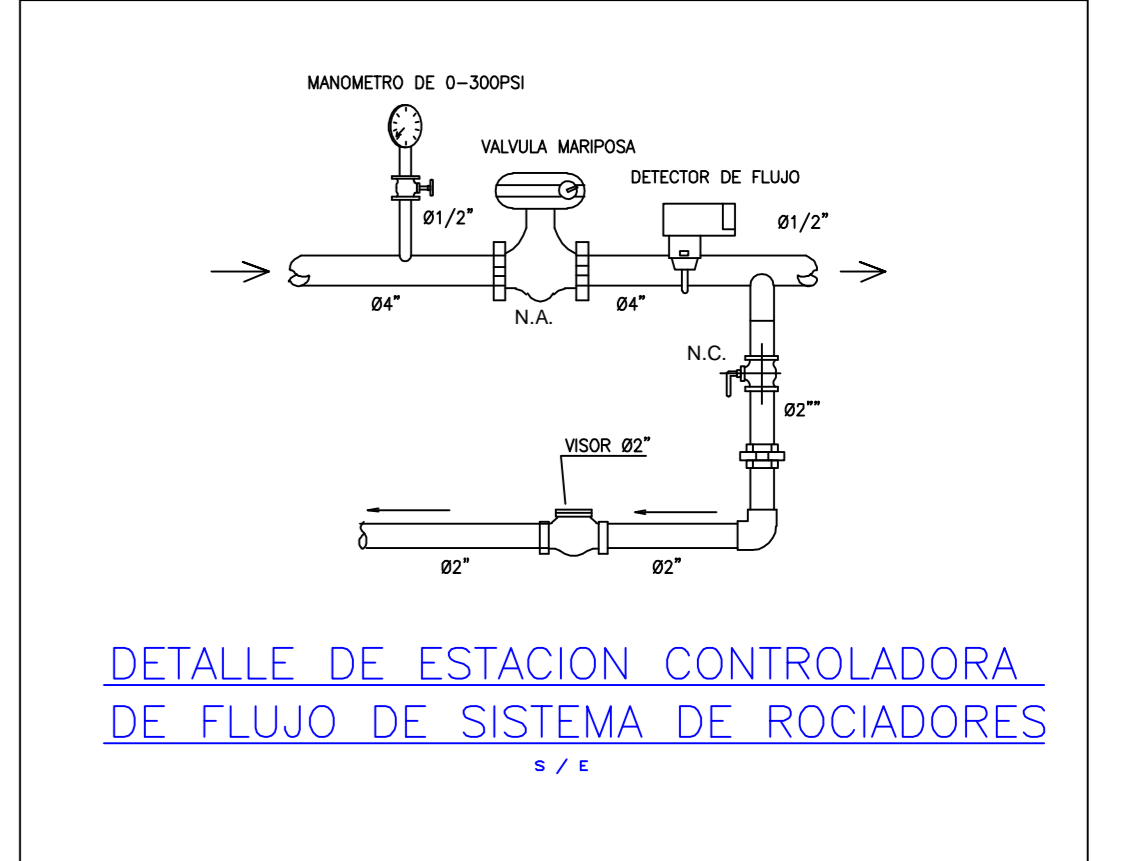 MANOMETRO DE 0-300PSI
VALVULA MARIPOSA
DETECTOR DE FLUJO
Ø1/2"
Ø1/2"
Ø4"
Ø4"
N.A.
N.C.
Ø2""
VISOR Ø2"
Ø2"
Ø2"
DETALLE DE ESTACION CONTROLADORA
DE FLUJO DE SISTEMA DE ROCIADORES
S / E